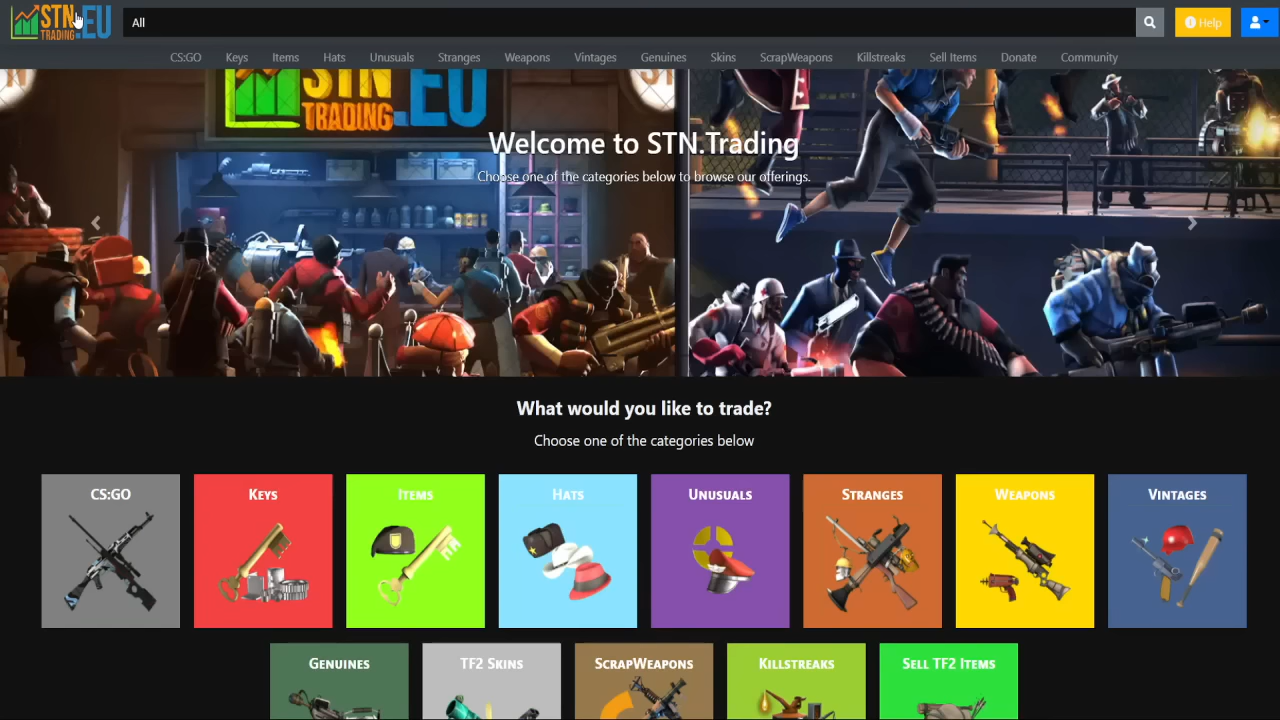 STN.EU
TRADING
All
Help
CS:GO Keys Items Hats Unusuals Stranges Weapons Vintages Genuines Skins ScrapWeapons Killstreaks Sell Items Donate Community
STN.EU
TRADING
Welcome to STN.Trading
Choose one of the categories below to browse our offerings.
What would you like to trade?
Choose one of the categories below
CS:GO Keys Items Hats Unusuals Stranges Weapons Vintages
Genuines TF2 Skins ScrapWeapons Killstreaks Sell TF2 Items